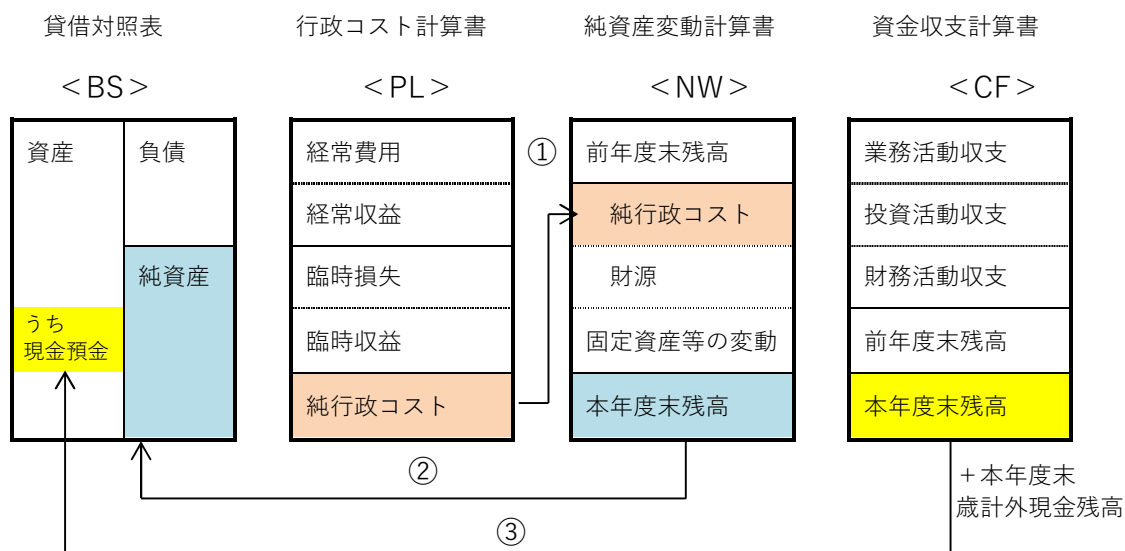 貸借対照表
行政コスト計算書
純資産変動計算書
資金収支計算書
＜BS＞
＜PL＞
＜NW＞
＜CF＞
資産
負債
純資産
うち
現金預金
経常費用
経常収益
臨時損失
臨時収益
純行政コスト
①
前年度末残高
純行政コスト
財源
固定資産等の変動
本年度末残高
業務活動収支
投資活動収支
財務活動収支
前年度末残高
本年度末残高
②
＋本年度末
歳計外現金残高
③